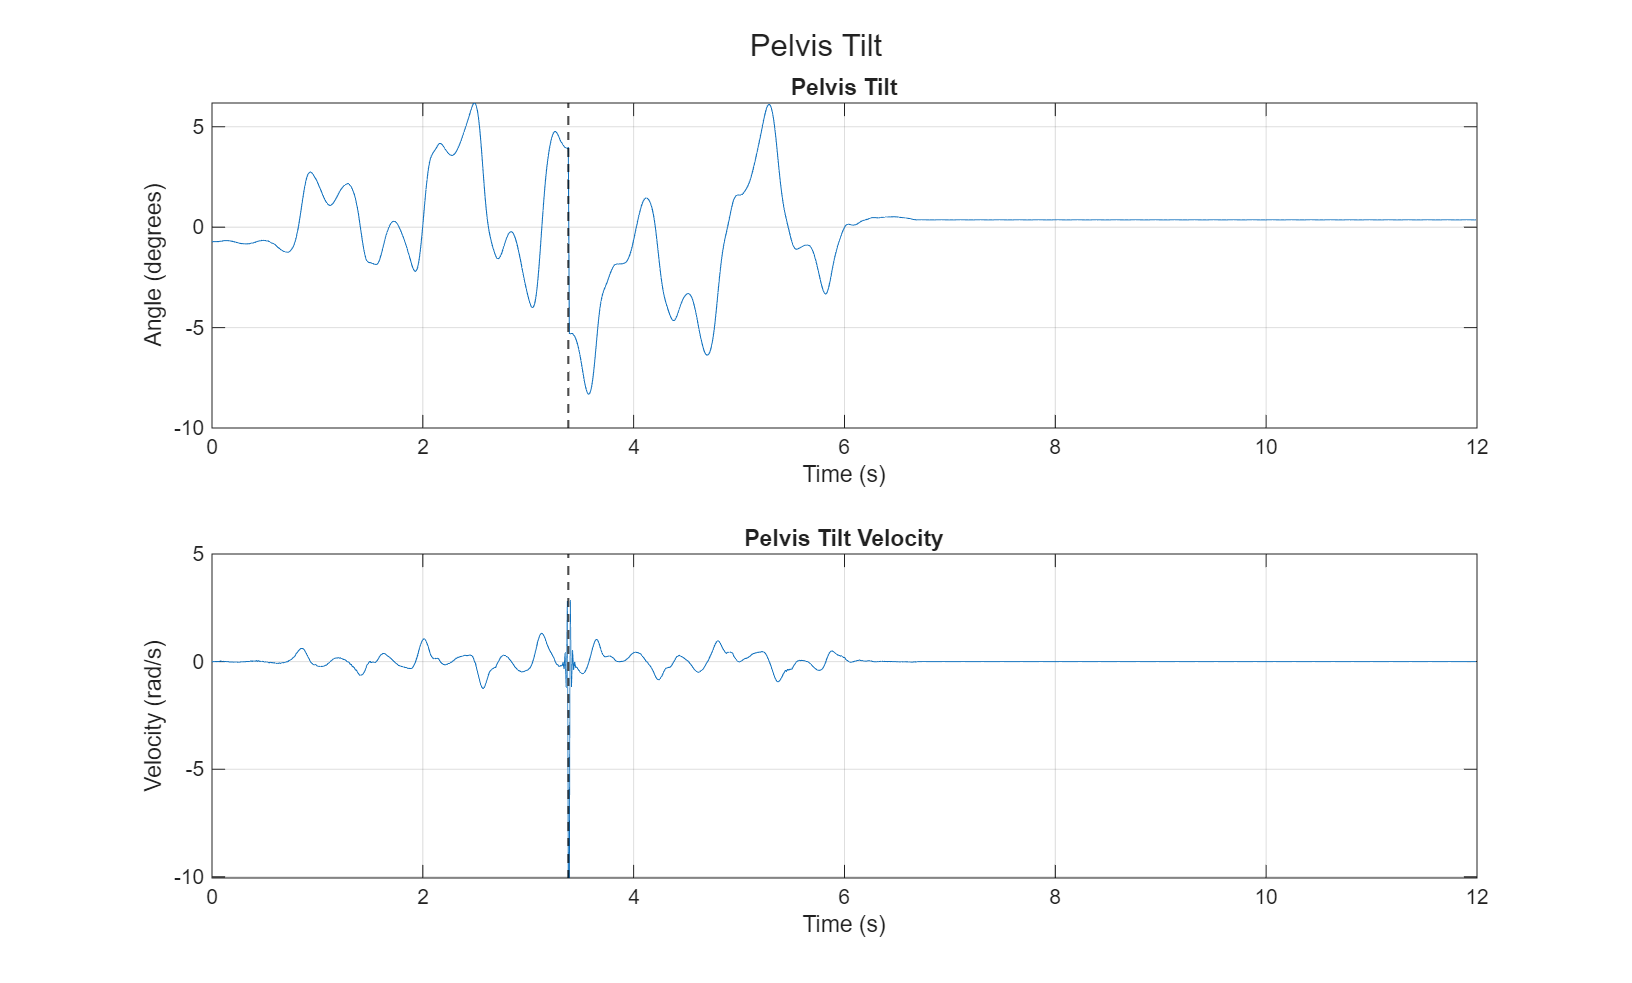 Pelvis Tilt
Pelvis Tilt
5
0
-5
-10
Angle (degrees)
0 2 4 6 8 10 12
Time (s)
Pelvis Tilt Velocity
5
0
-5
-10
Velocity (rad/s)
0 2 4 6 8 10 12
Time (s)